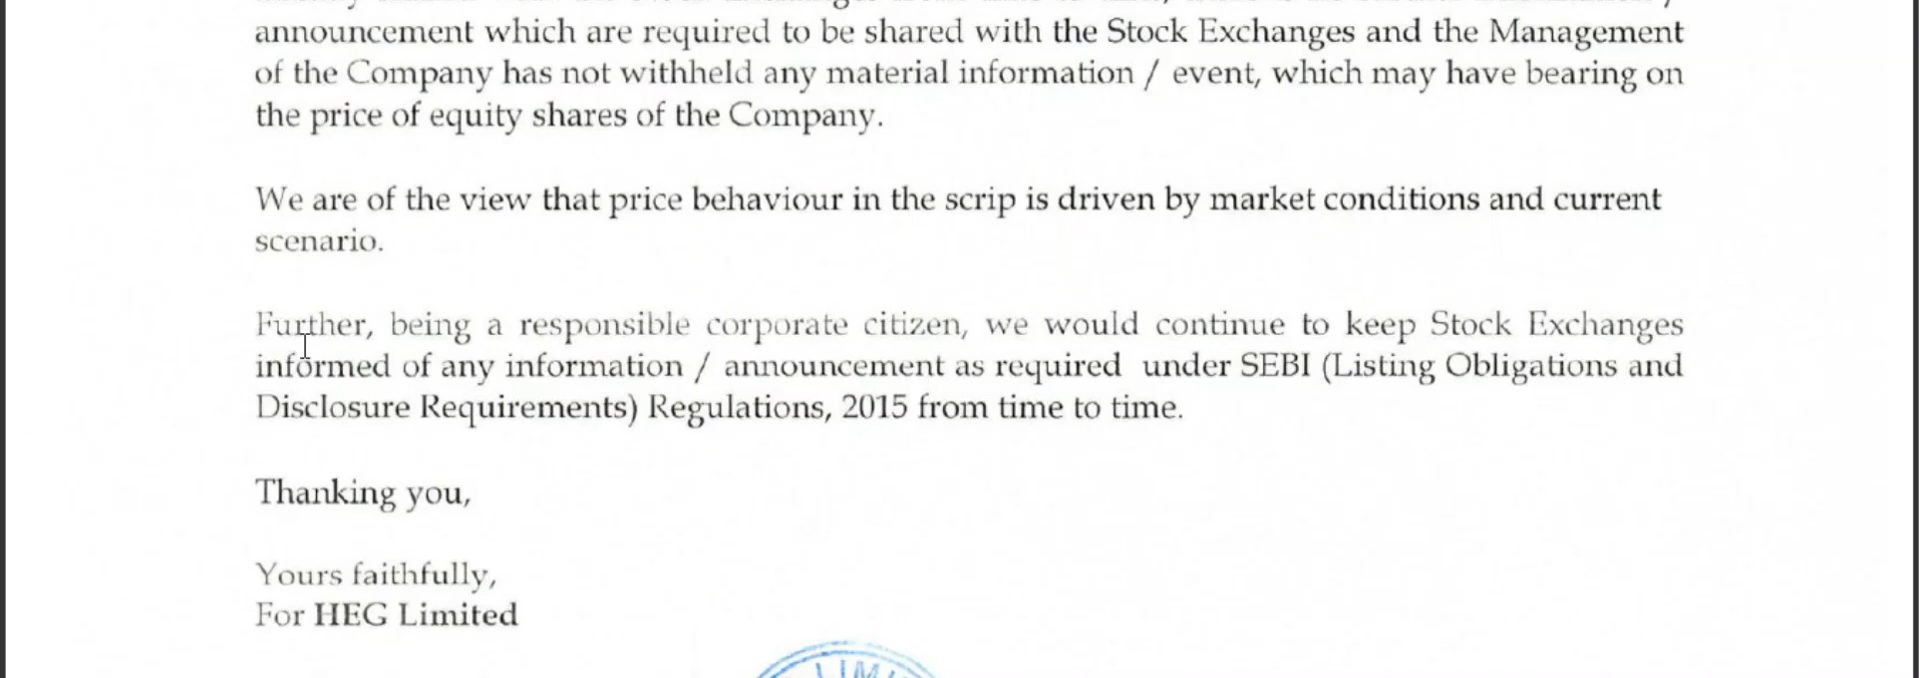 announcement which are required to be shared with the Stock Exchanges and the Management
of the Company has not withheld any material information / event, which may have bearing on
the price of equity shares of the Company.
We are of the view that price behaviour in the scrip is driven by market conditions and current
scenario.
Further, being a responsible corporate citizen, we would continue to keep Stock Exchanges
informed of any information / announcement as required under SEBI (Listing Obligations and
Disclosure Requirements) Regulations, 2015 from time to time.
Thanking you,
Yours faithfully,
For HEG Limited